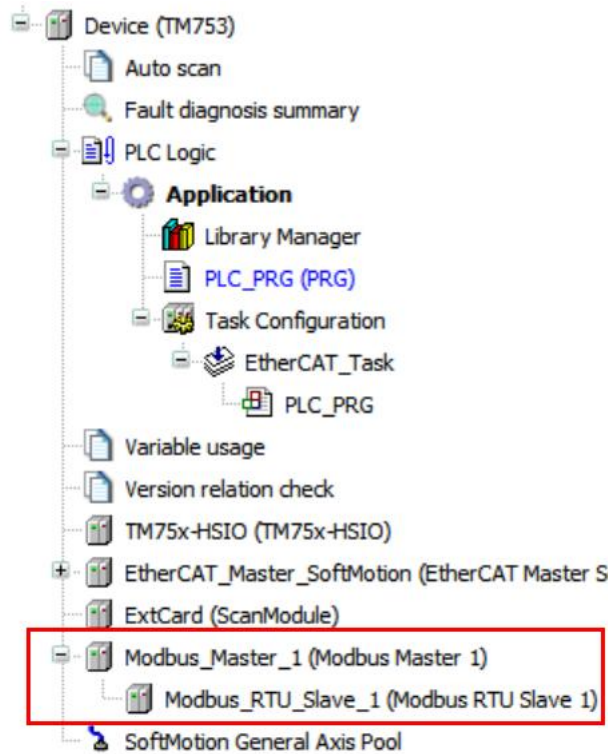 Device (TM753)
Auto scan
Fault diagnosis summary
PLC Logic
Application
Library Manager
PLC_PRG (PRG)
Task Configuration
EtherCAT_Task
PLC_PRG
Variable usage
Version relation check
TM75x-HSIO (TM75x-HSIO)
EtherCAT_Master_SoftMotion (EtherCAT Master S
ExtCard (ScanModule)
Modbus_Master_1 (Modbus Master 1)
Modbus_RTU_Slave_1 (Modbus RTU Slave 1)
SoftMotion General Axis Pool